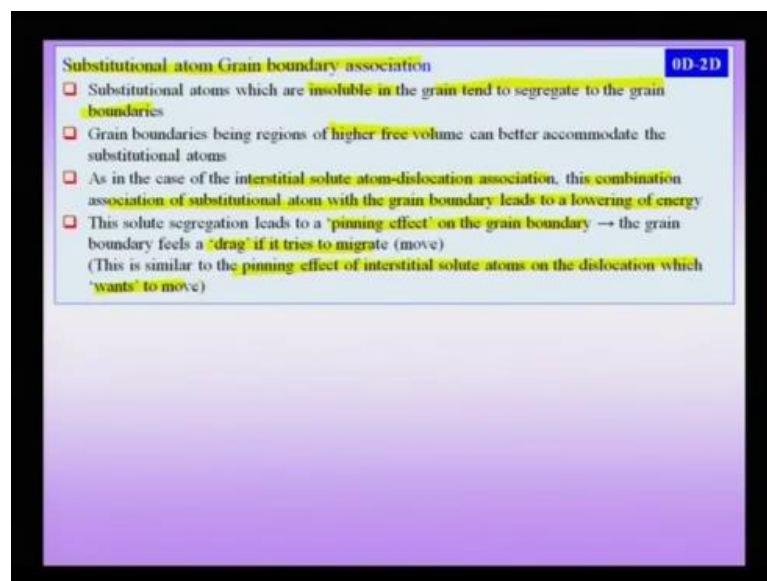 Substitutional atom Grain boundary association
0D-2D
Substitutional atoms which are insoluble in the grain tend to segregate to the grain
boundaries
Grain boundaries being regions of higher free volume can better accommodate the
substitutional atoms
As in the case of the interstitial solute atom-dislocation association, this combination
association of substitutional atom with the grain boundary leads to a lowering of energy
This solute segregation leads to a 'pinning effect' on the grain boundary → the grain
boundary feels a 'drag' if it tries to migrate (move)
(This is similar to the pinning effect of interstitial solute atoms on the dislocation which
'wants' to move)